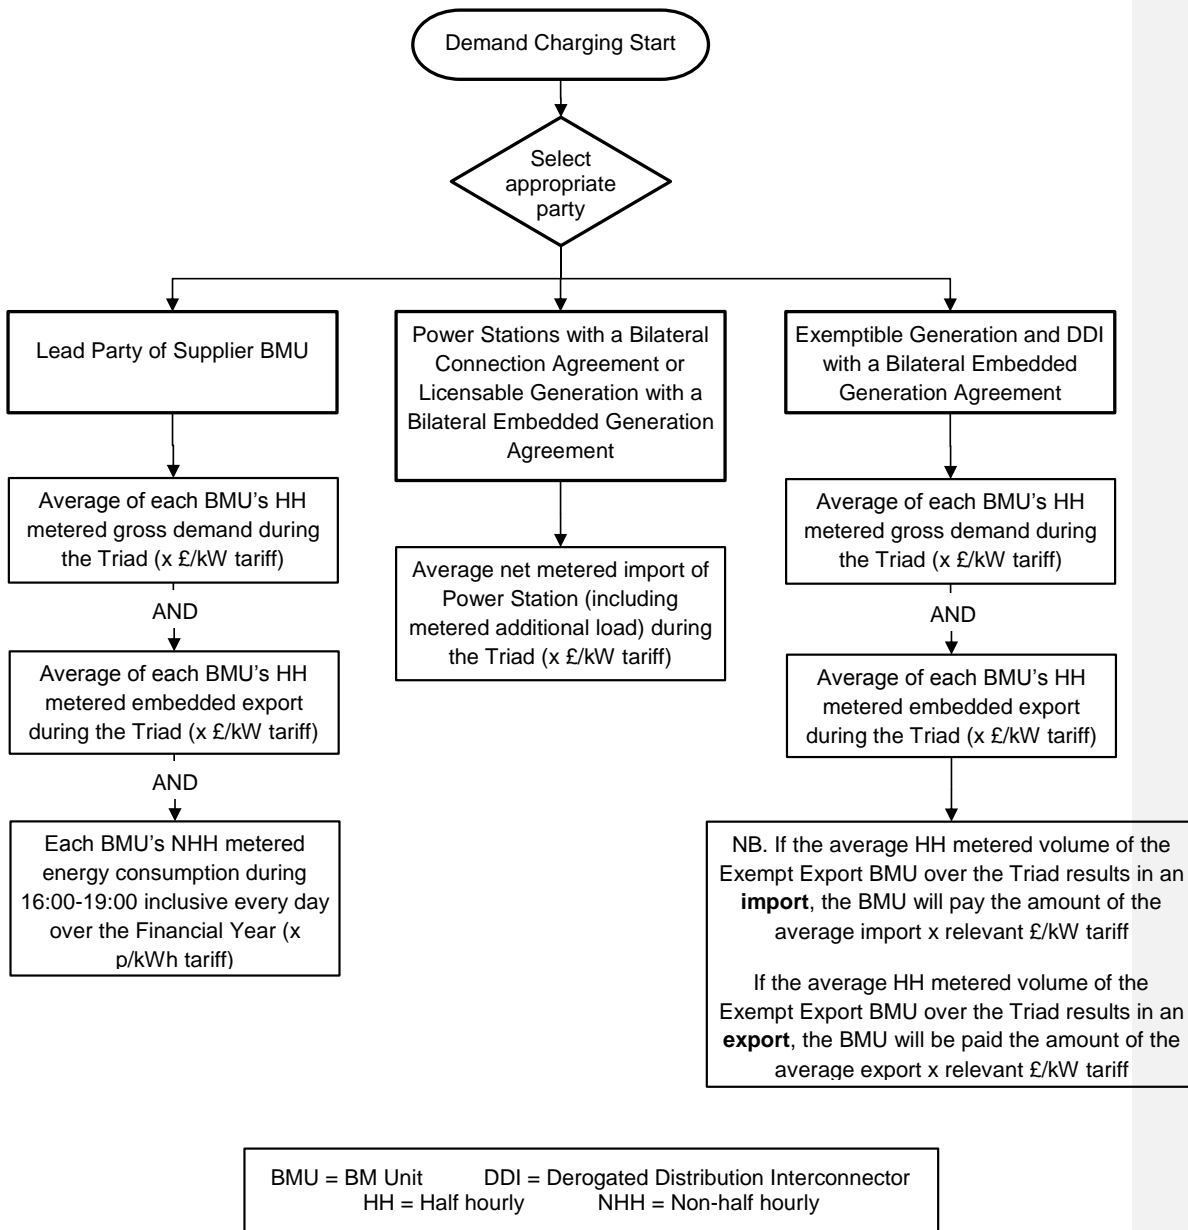 Demand Charging Start
Select
appropriate
party
Lead Party of Supplier BMU
Power Stations with a Bilateral
Connection Agreement or
Licensable Generation with a
Bilateral Embedded Generation
Agreement
Exemptible Generation and DDI
with a Bilateral Embedded
Generation Agreement
Average of each BMU's HH
metered gross demand during
the Triad (x £/kW tariff)
AND
Average of each BMU's HH
metered embedded export
during the Triad (x £/kW tariff)
AND
Each BMU's NHH metered
energy consumption during
16:00-19:00 inclusive every day
over the Financial Year (x
p/kWh tariff)
Average net metered import of
Power Station (including
metered additional load) during
the Triad (x £/kW tariff)
Average of each BMU's HH
metered gross demand during
the Triad (x £/kW tariff)
AND
Average of each BMU's HH
metered embedded export
during the Triad (x £/kW tariff)
NB. If the average HH metered volume of the
Exempt Export BMU over the Triad results in an
import, the BMU will pay the amount of the
average import x relevant £/kW tariff
If the average HH metered volume of the
Exempt Export BMU over the Triad results in an
export, the BMU will be paid the amount of the
average export x relevant £/kW tariff
BMU = BM Unit DDI = Derogated Distribution Interconnector
HH = Half hourly NHH = Non-half hourly